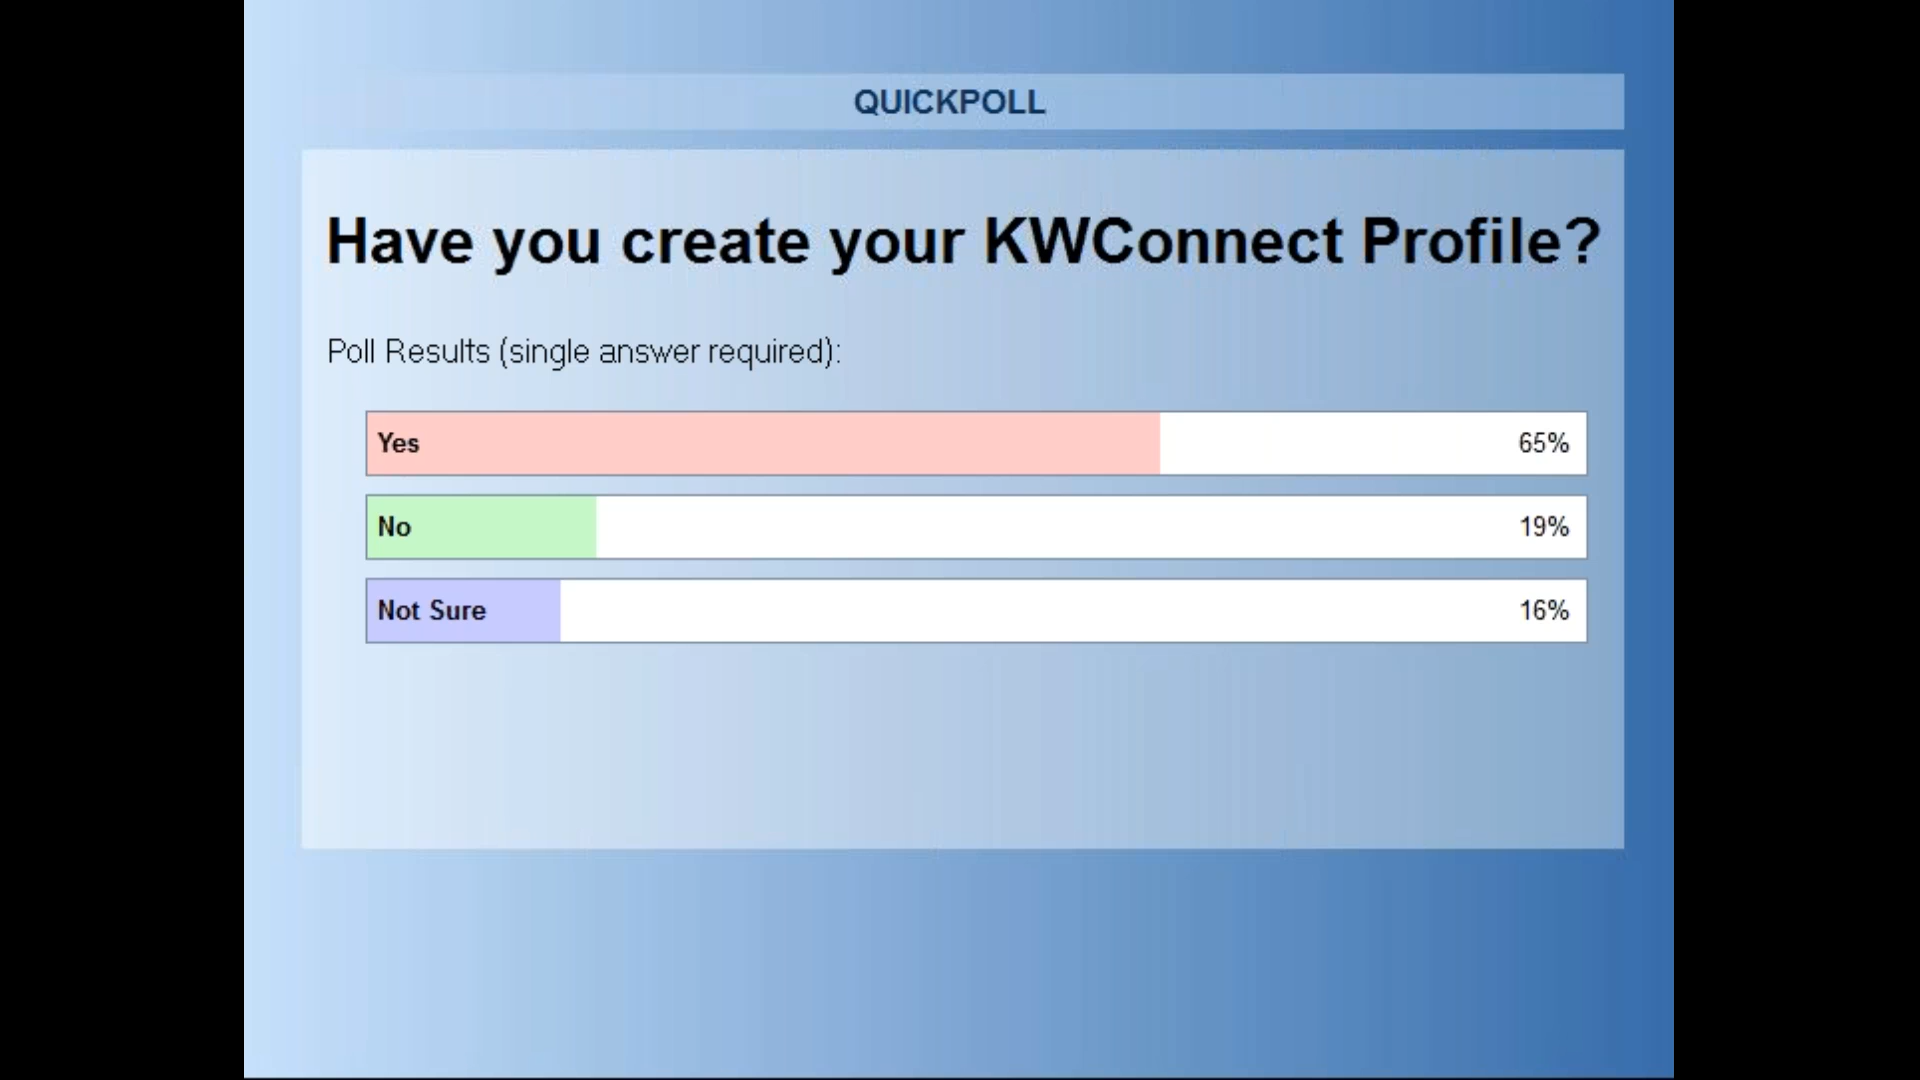 QUICKPOLL
Have you create your KWConnect Profile?
Poll Results (single answer required):
Yes 65%
No 19%
Not Sure 16%